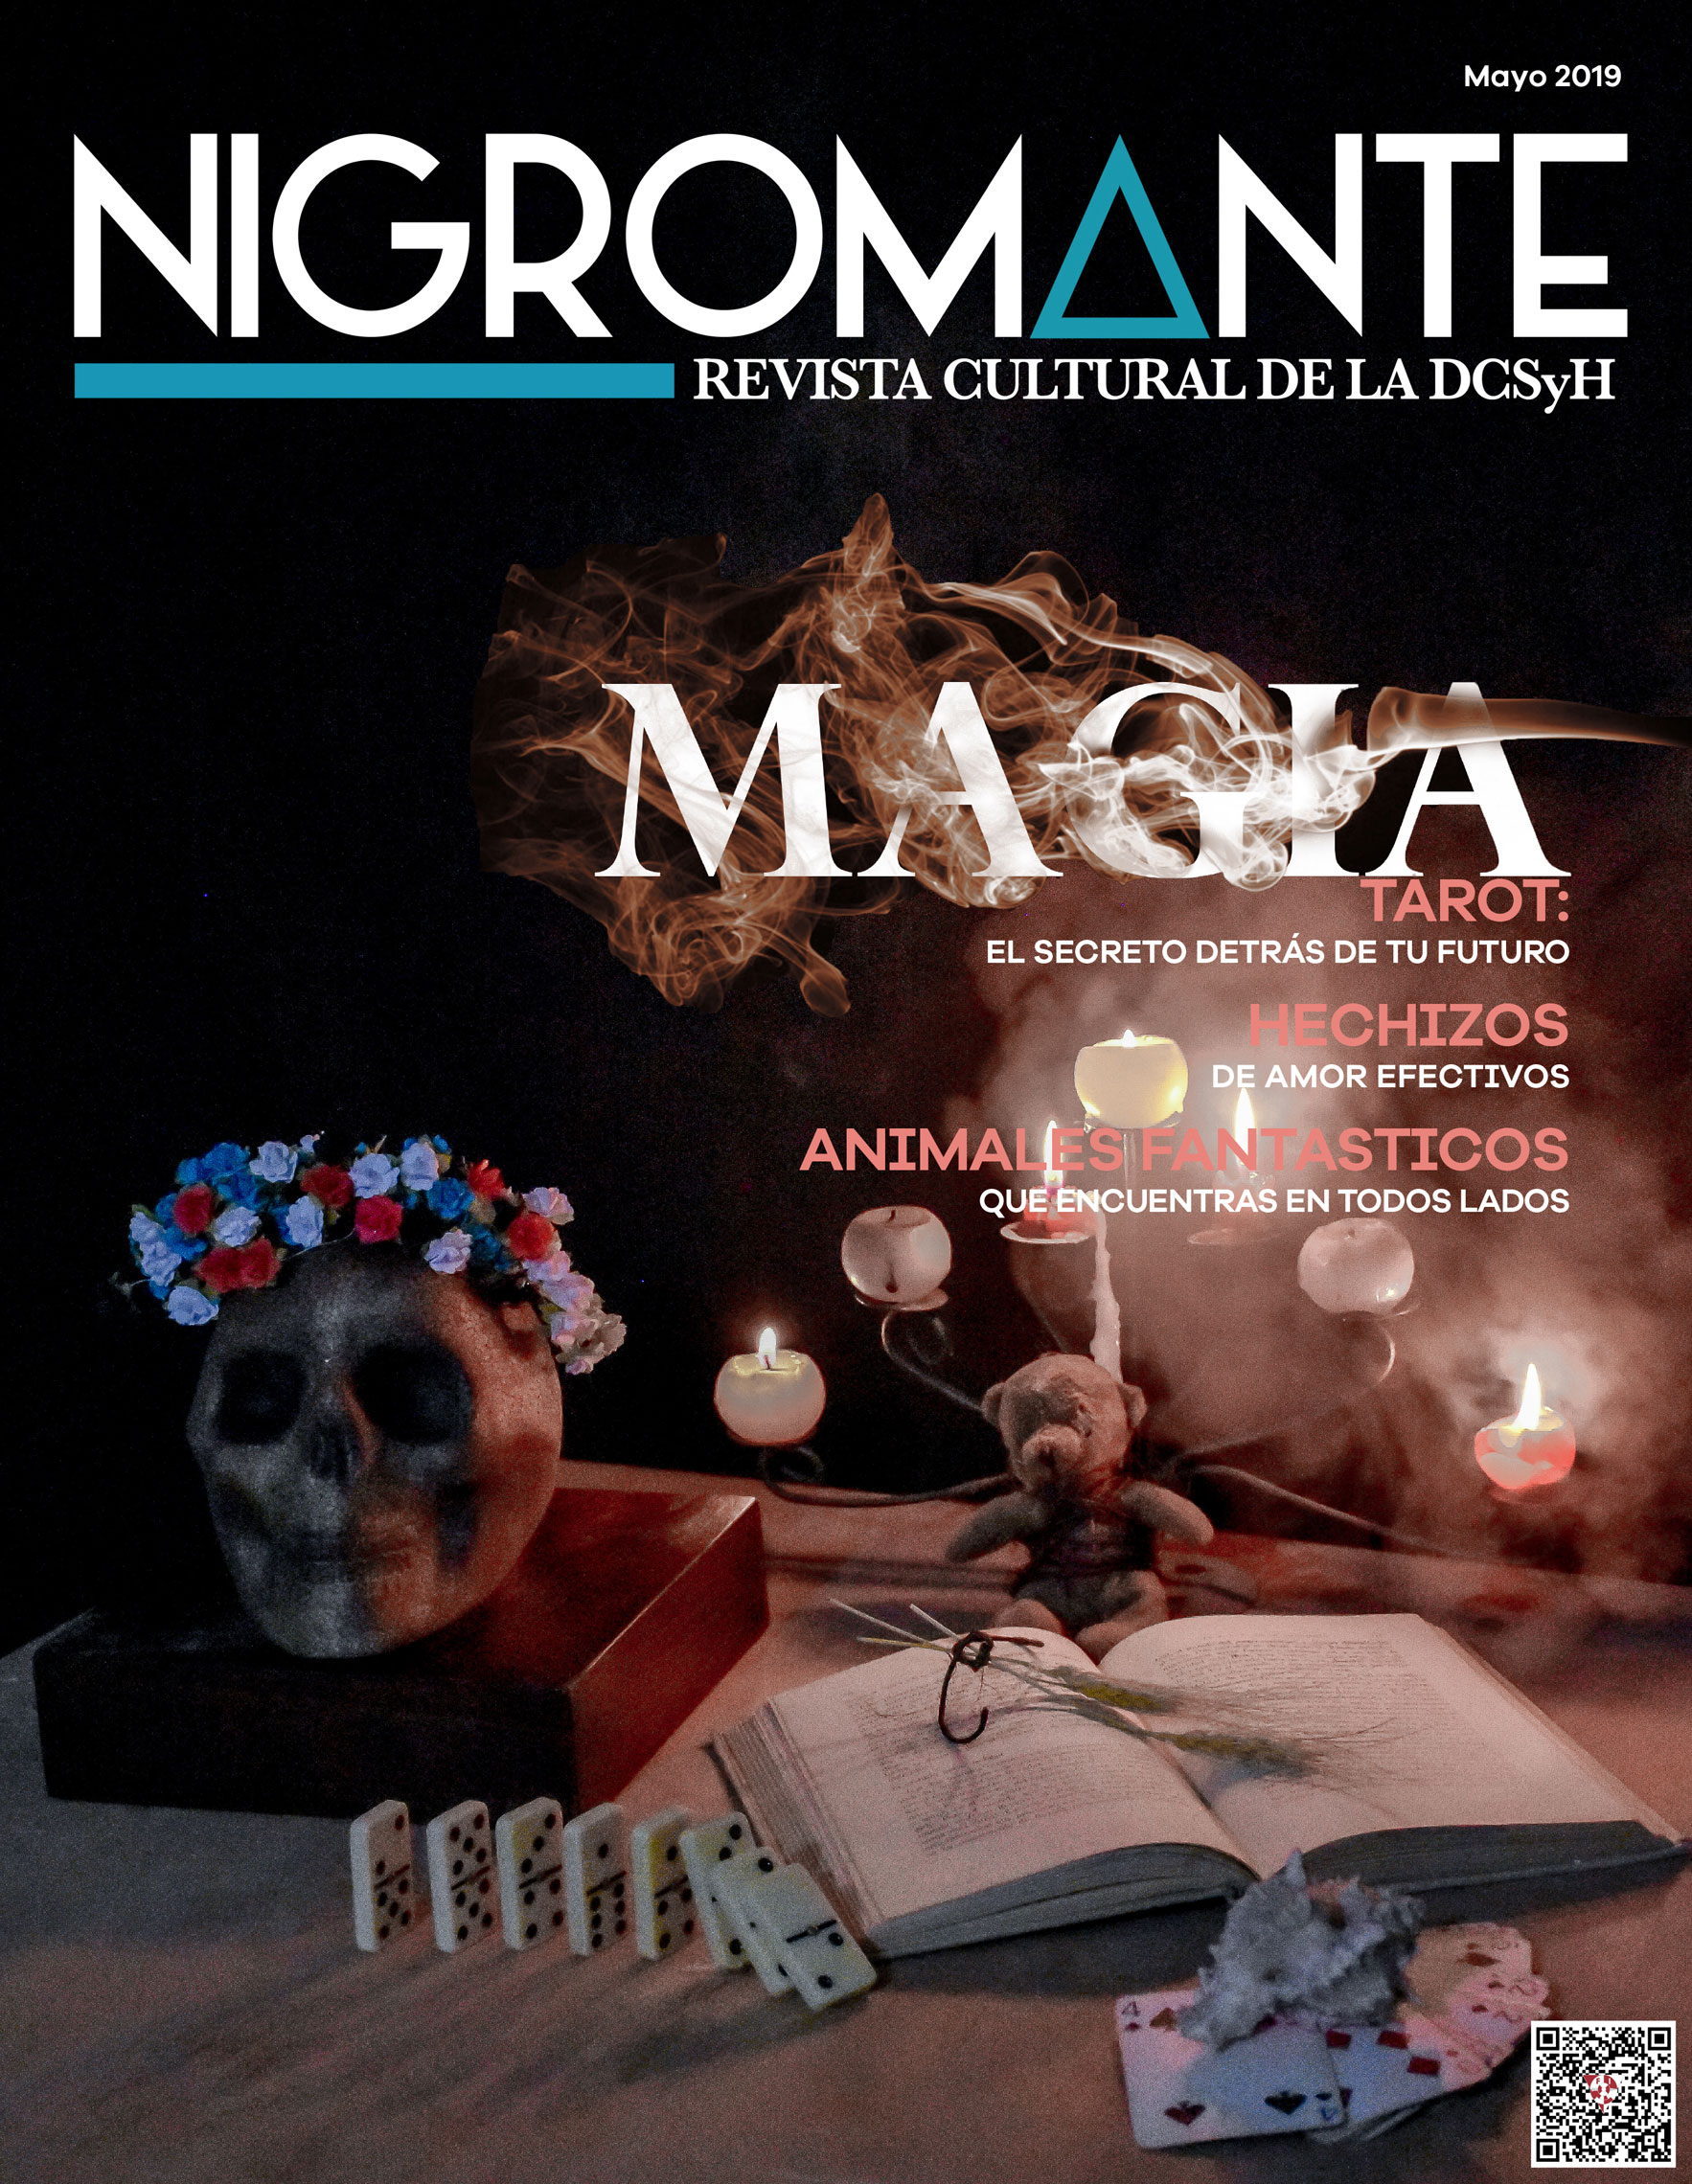 Mayo 2019
NIGROMANTE
REVISTA CULTURAL DE LA DCSyH
MAGIA
TAROT:
EL SECRETO DETRÁS DE TU FUTURO
HECHIZOS
DE AMOR EFECTIVOS
ANIMALES FANTASTICOS
QUE ENCUENTRAS EN TODOS LADOS
4